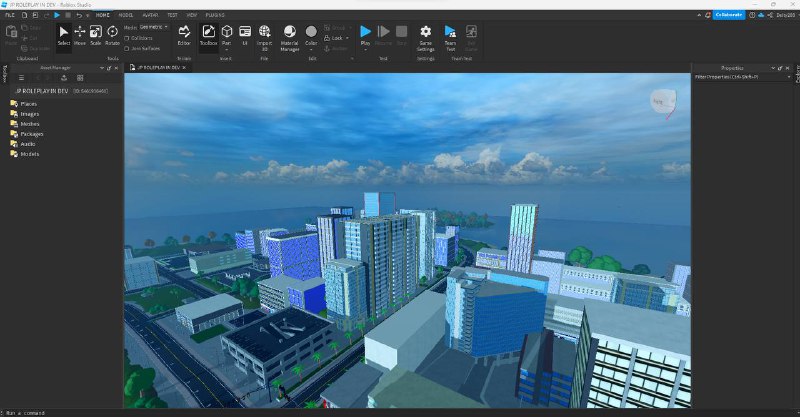 JP ROLEPLAY IN DEV - Roblox Studio
FILE HOME MODEL AVATAR TEST VIEW PLUGINS
Collaborate
Paste Copy Cut Duplicate
Select Move Scale Rotate
Mode: Geometric
Collisions
Join Surfaces
Editor
Toolbox Part UI
Import 3D
Material Manager
Color
Group
Lock
Anchor
Play Resume Stop
Game Settings
Team Test
Clipboard Tools Terrain Insert File Edit Test Settings Team Test
Toolbox
Asset Manager
JP ROLEPLAY IN DEV
Places
Images
Meshes
Packages
Audio
Models
JP ROLEPLAY IN DEV
Properties
Filter Properties (Ctrl+Shift+P)
Run a command